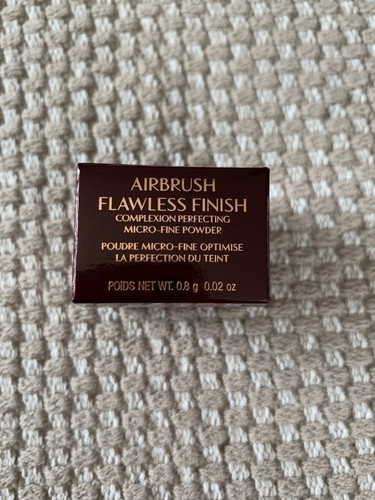 AIRBRUSH
FLAWLESS FINISH
COMPLEXION PERFECTING
MICRO-FINE POWDER
POUDRE MICRO-FINE OPTIMISE
LA PERFECTION DU TEINT
POIDS NET WT. 0.8 g 0.02 oz